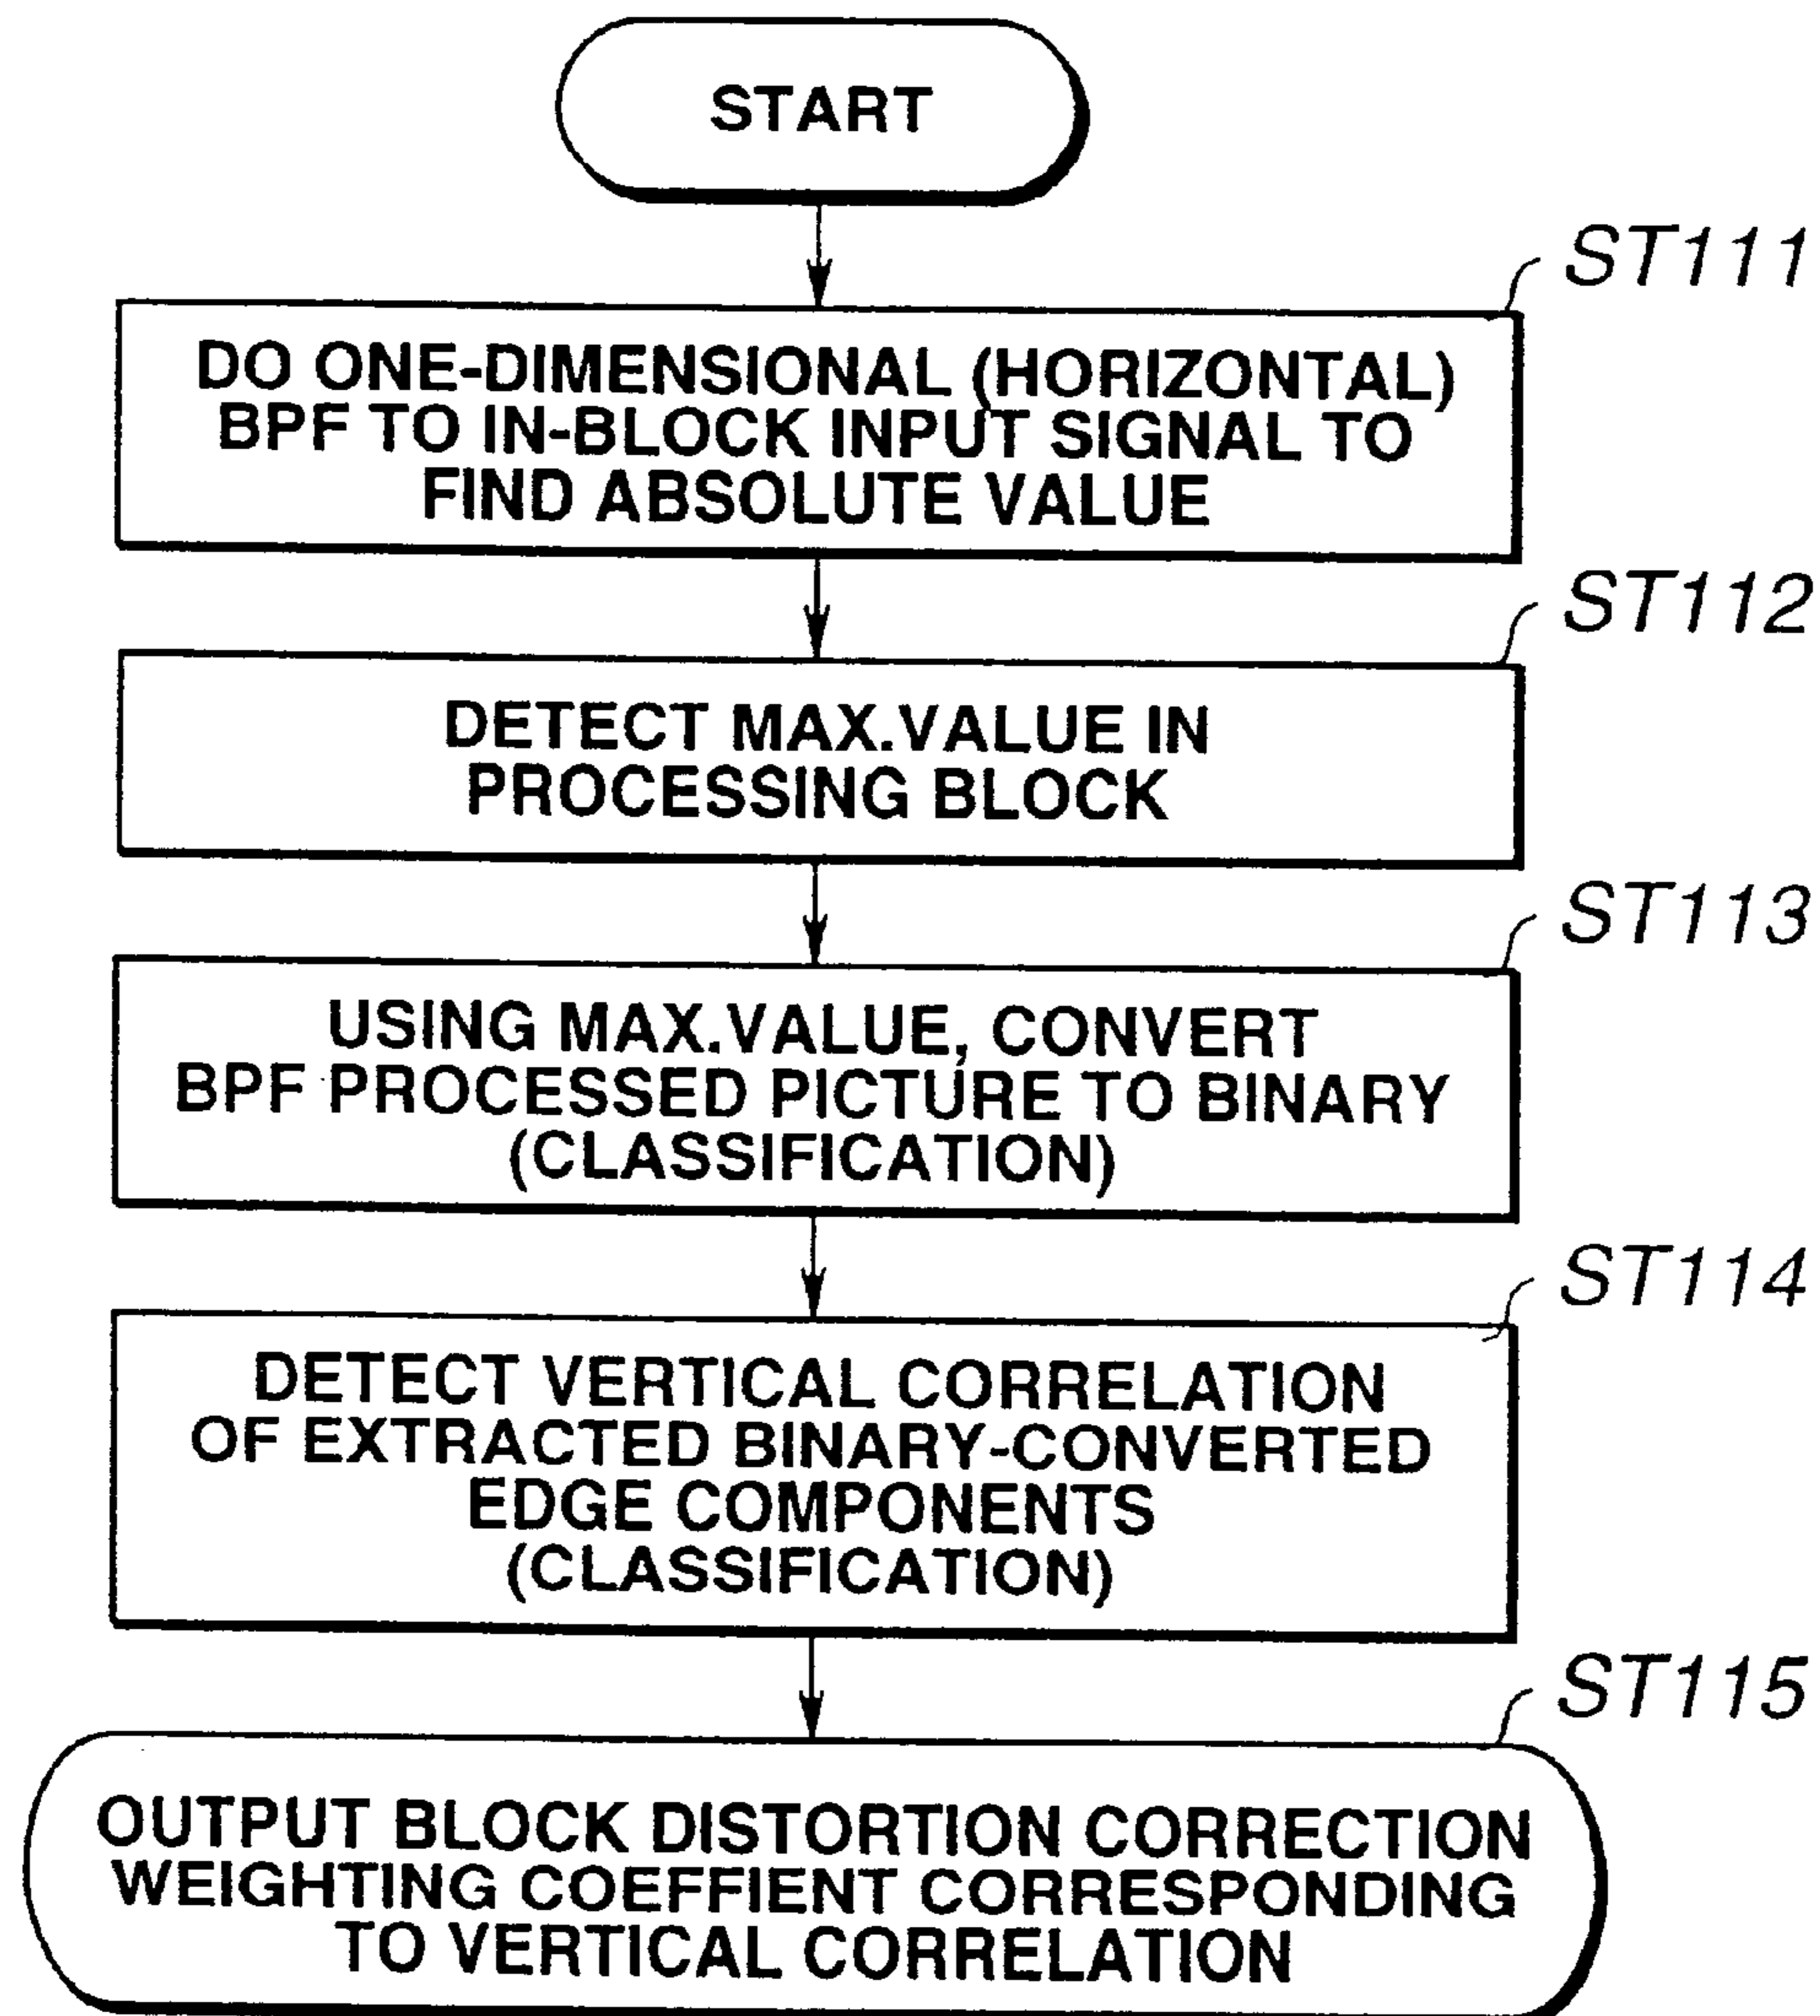 START
ST111
DO ONE-DIMENSIONAL (HORIZONTAL)
BPF TO IN-BLOCK INPUT SIGNAL TO
FIND ABSOLUTE VALUE
ST112
DETECT MAX.VALUE IN
PROCESSING BLOCK
ST113
USING MAX.VALUE, CONVERT
BPF PROCESSED PICTURE TO BINARY
(CLASSIFICATION)
ST114
DETECT VERTICAL CORRELATION
OF EXTRACTED BINARY-CONVERTED
EDGE COMPONENTS
(CLASSIFICATION)
ST115
OUTPUT BLOCK DISTORTION CORRECTION
WEIGHTING COEFFIENT CORRESPONDING
TO VERTICAL CORRELATION